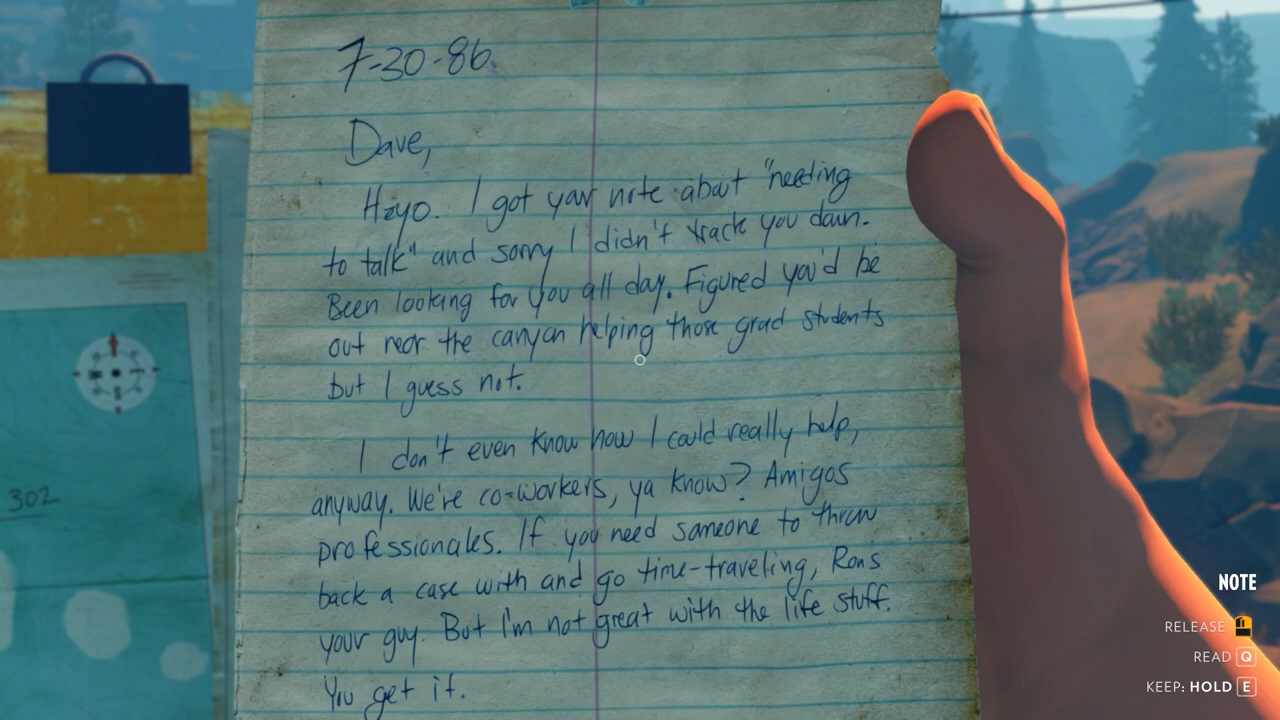 7-30-86
Dave,
Heyo. I got your note about "needing
to talk" and sorry I didn't track you down.
Been looking for you all day. Figured you'd be
out near the canyon helping those grad students
but I guess not.
I don't even know how I could really help,
anyway. We're co-workers, ya know? Amigos
professionales. If you need someone to throw
back a case with and go time-traveling, Rons
your guy. But I'm not great with the life stuff.
You get it.
302
NOTE
RELEASE
READ Q
KEEP: HOLD E